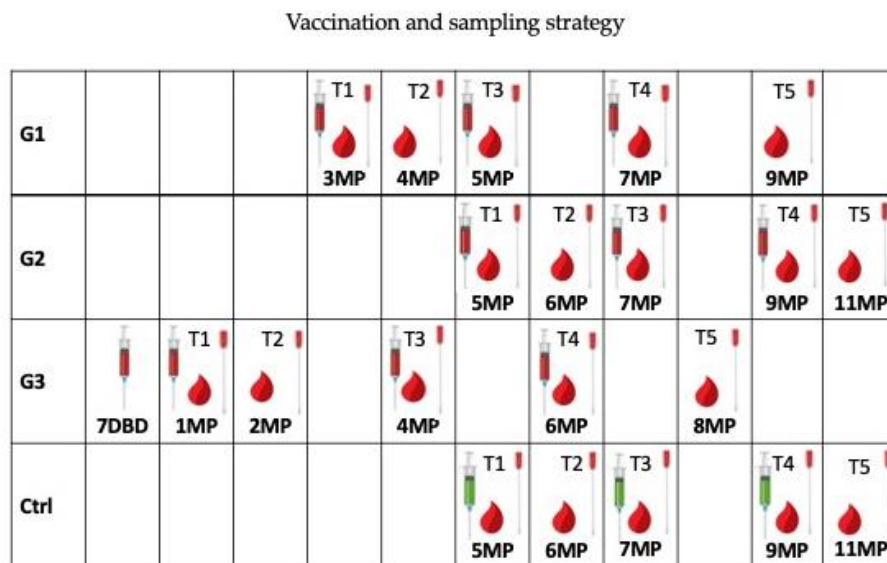 Vaccination and sampling strategy
T1 T2 T3 T4 T5
G1
3MP 4MP 5MP 7MP 9MP
T1 T2 T3 T4 T5
G2
5MP 6MP 7MP 9MP 11MP
T1 T2 T3 T4 T5
G3
7DBD 1MP 2MP 4MP 6MP 8MP
T1 T2 T3 T4 T5
Ctrl
5MP 6MP 7MP 9MP 11MP